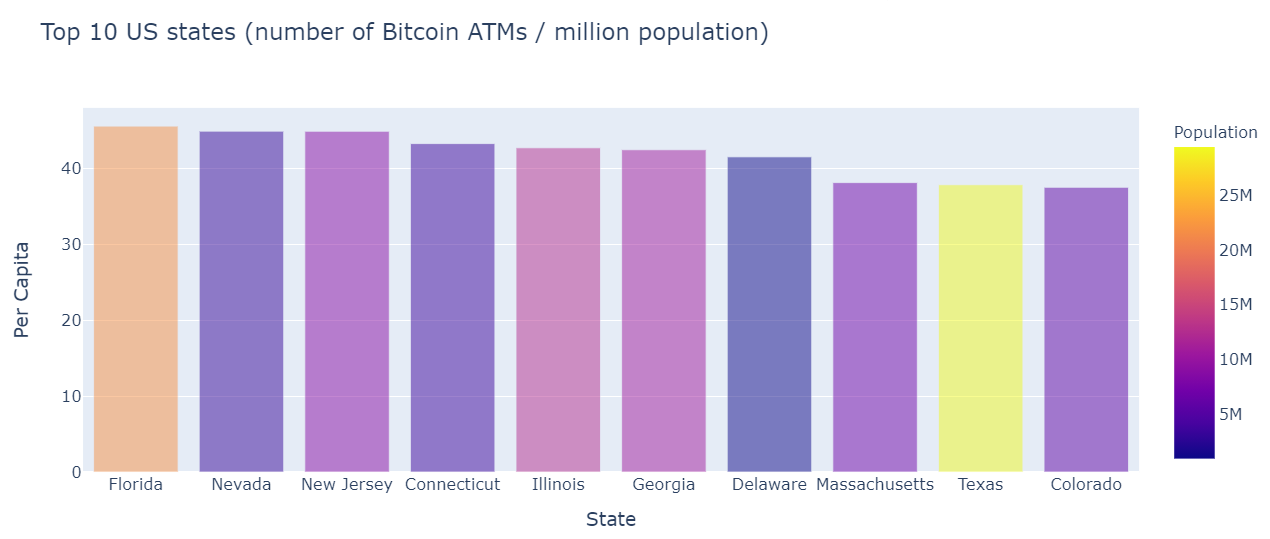 Top 10 US states (number of Bitcoin ATMs / million population)
Population
25M
20M
15M
10M
5M
Per Capita
40
30
20
10
0
Florida Nevada New Jersey Connecticut Illinois Georgia Delaware Massachusetts Texas Colorado
State